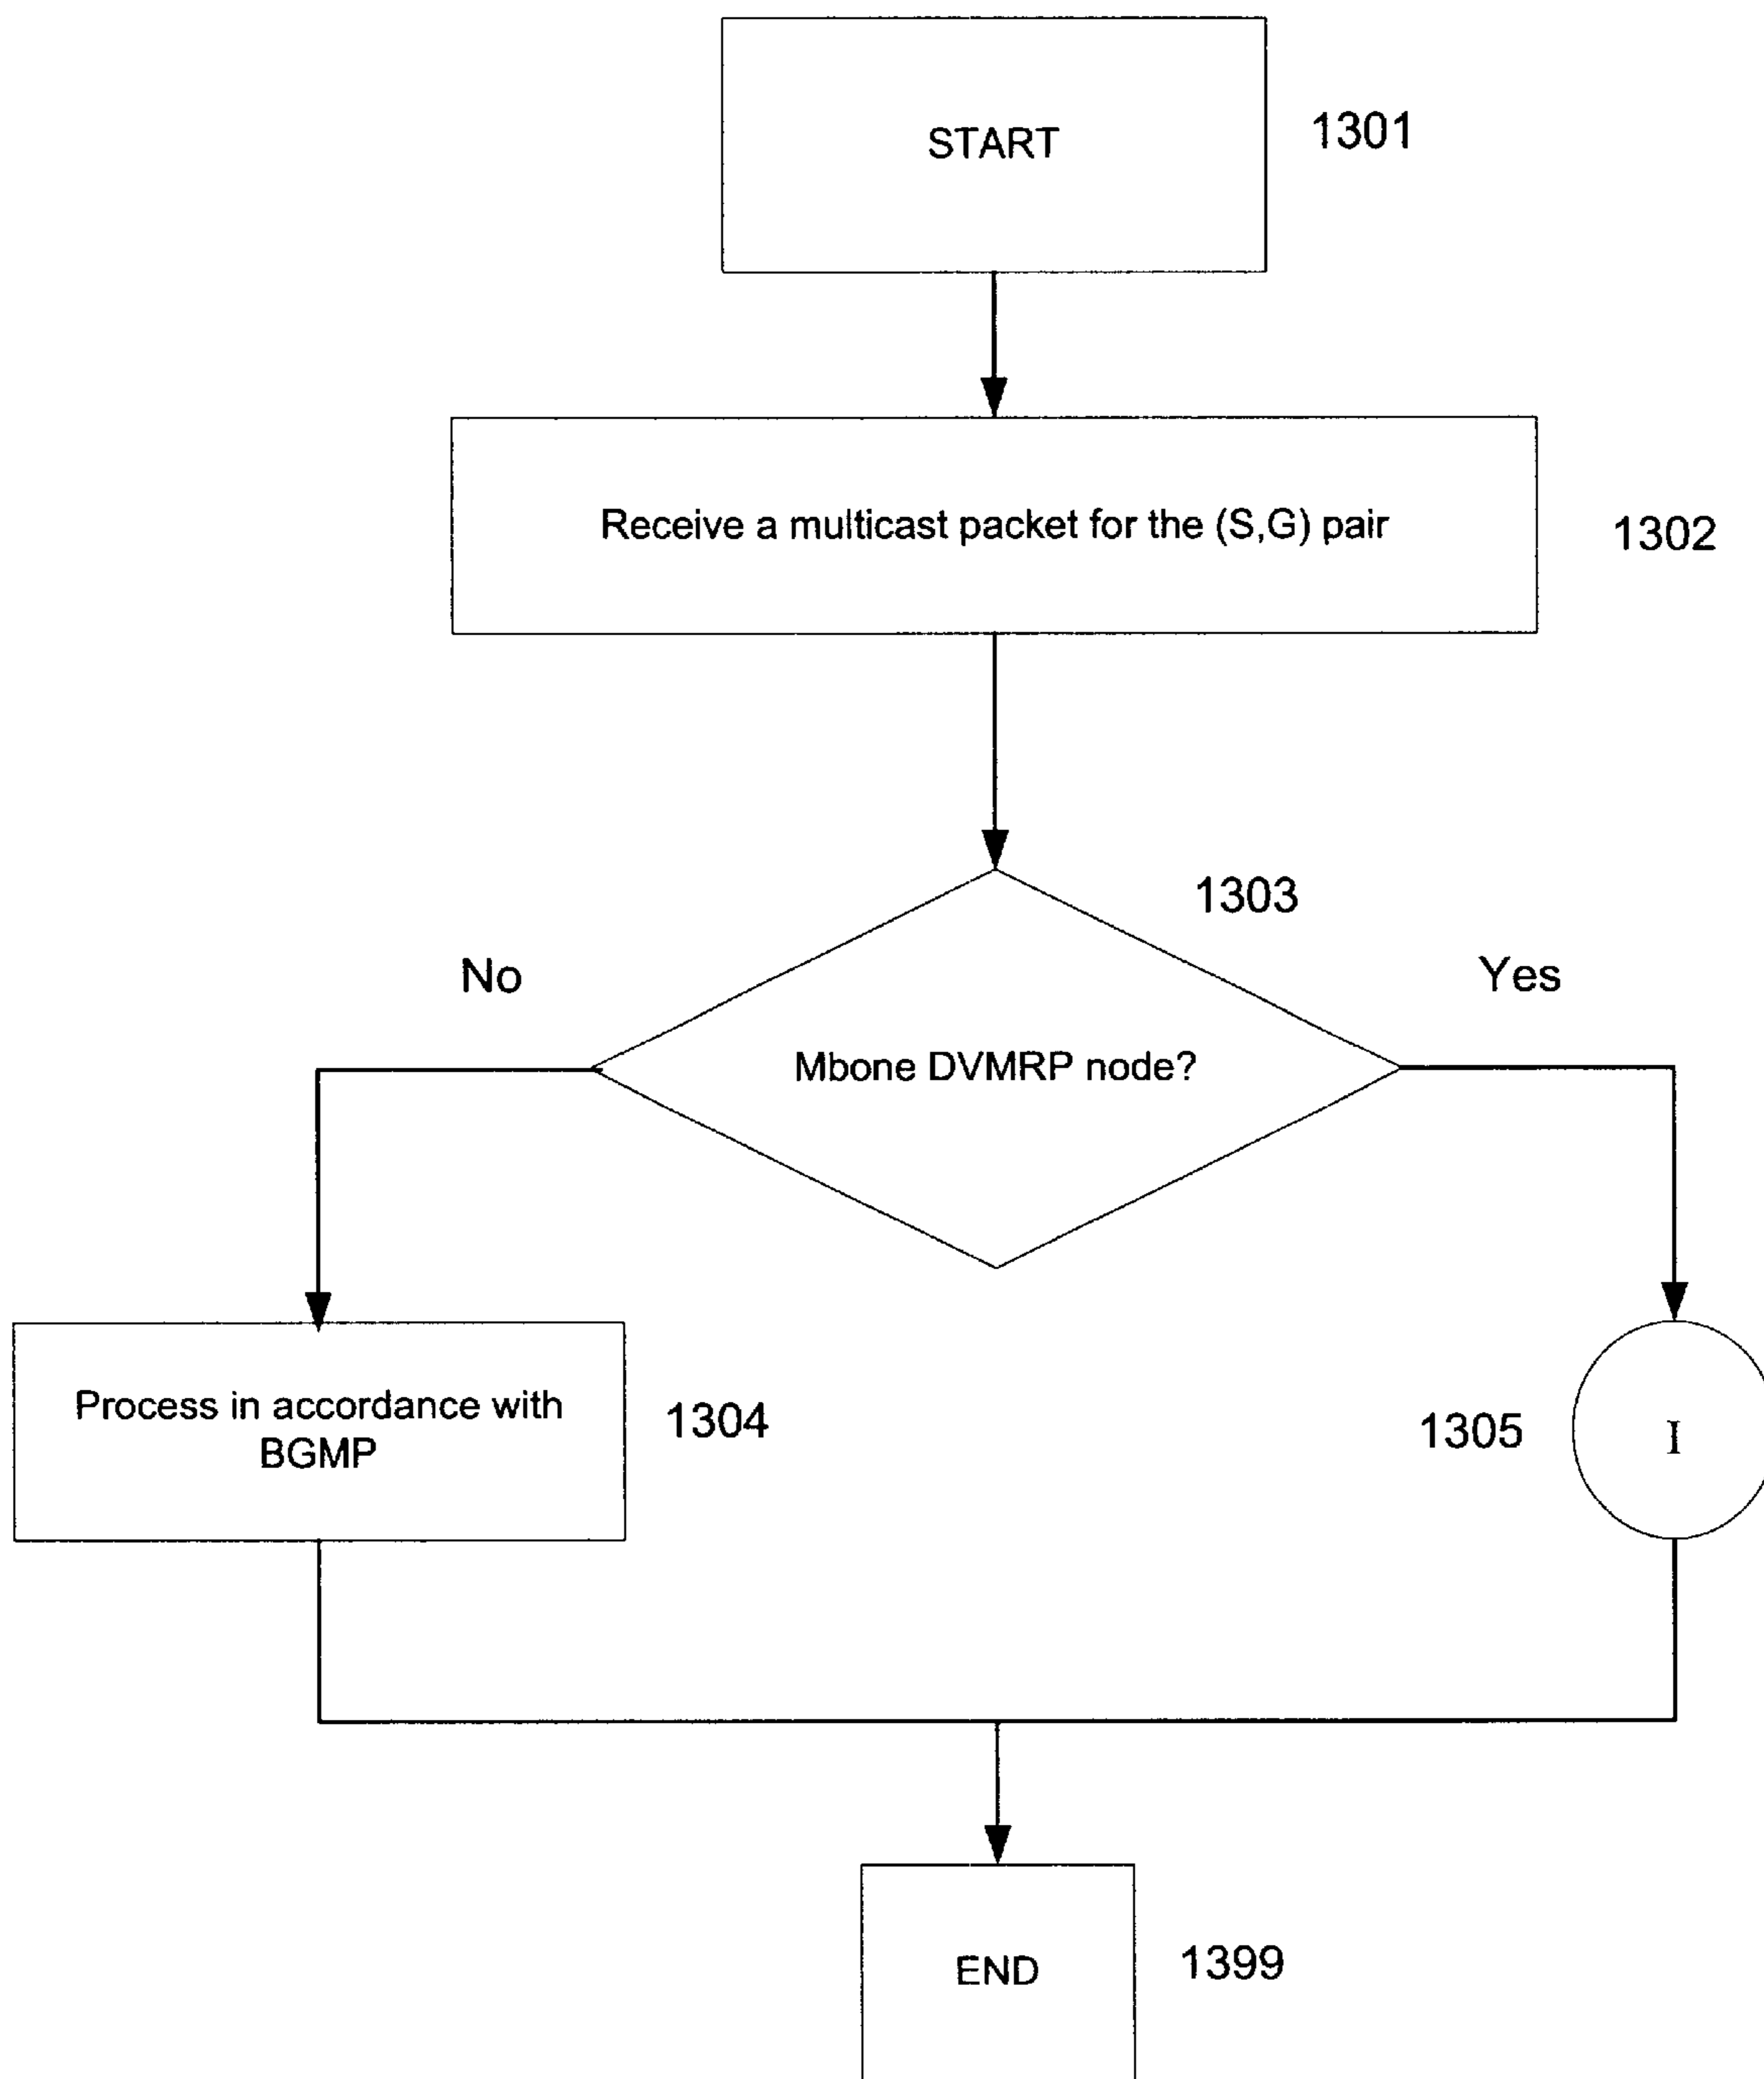 START
1301
Receive a multicast packet for the (S,G) pair
1302
1303
No
Yes
Mbone DVMRP node?
Process in accordance with
BGMP
1304
1305
I
END
1399